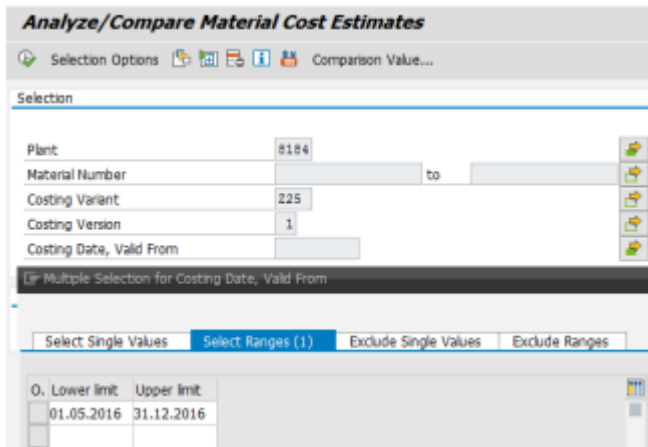 Analyze/Compare Material Cost Estimates
Selection Options Comparison Value...
Selection
Plant 8184
Material Number to
Costing Variant Z25
Costing Version 1
Costing Date, Valid From
Multiple Selection for Costing Date, Valid From
Select Single Values Select Ranges (1) Exclude Single Values Exclude Ranges
O. Lower limit Upper limit
01.05.2016 31.12.2016